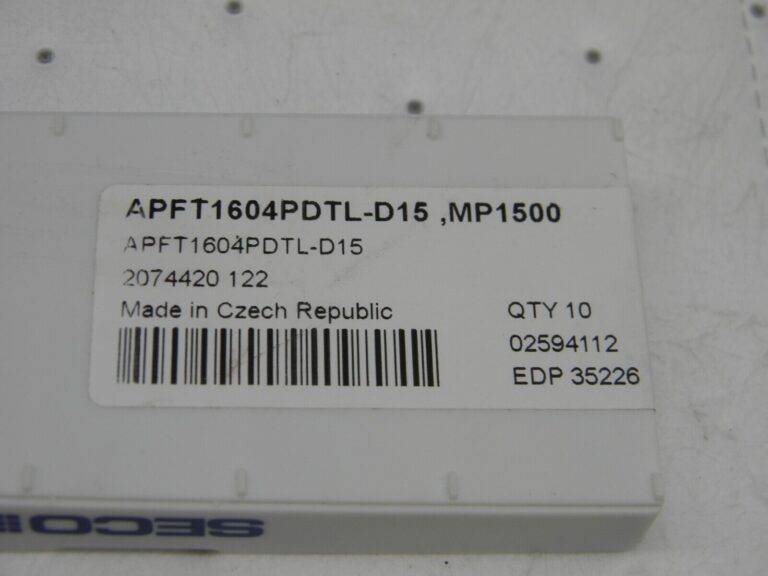 APFT1604PDTL-D15 ,MP1500
APFT1604PDTL-D15
2074420 122
Made in Czech Republic
QTY 10
02594112
EDP 35226
SECO